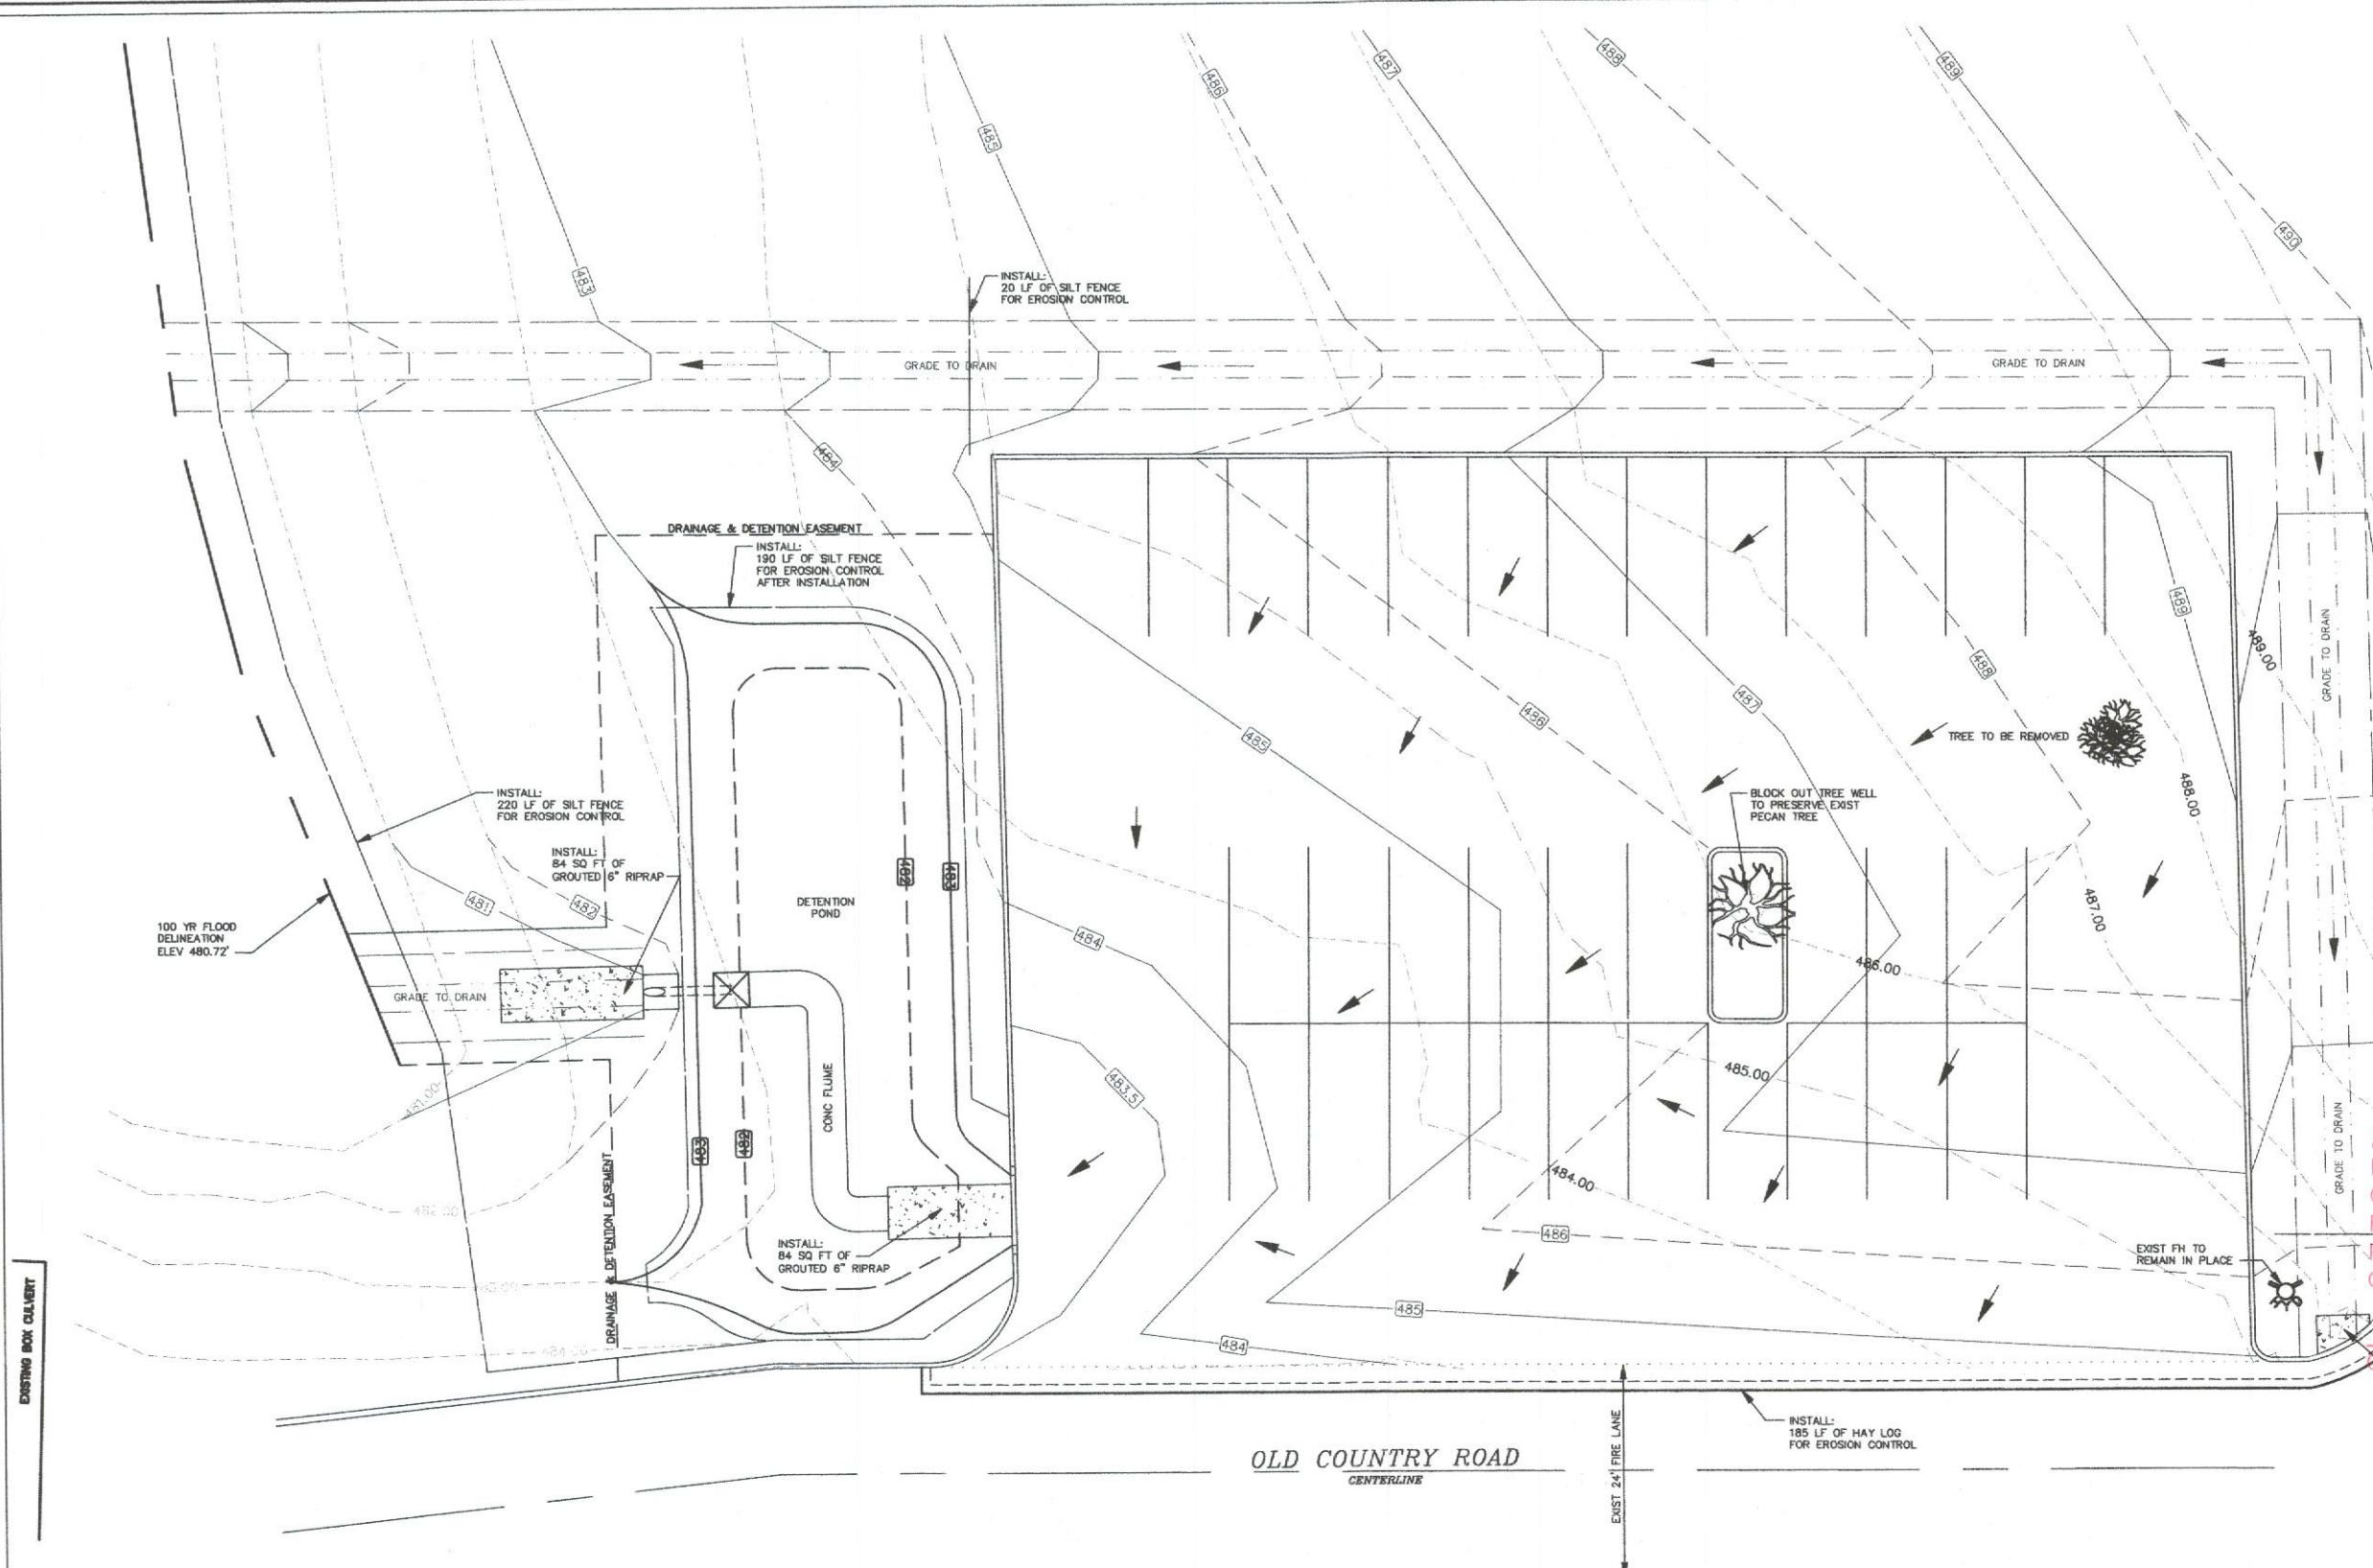 488
489
487
486
485
490
483
INSTALL:
20 LF OF SILT FENCE
FOR EROSION CONTROL
GRADE TO DRAIN
GRADE TO DRAIN
484
DRAINAGE & DETENTION EASEMENT
INSTALL:
190 LF OF SILT FENCE
FOR EROSION CONTROL
AFTER INSTALLATION
489
489.00
GRADE TO DRAIN
488
487
486
485
TREE TO BE REMOVED
488.00
INSTALL:
220 LF OF SILT FENCE
FOR EROSION CONTROL
BLOCK OUT TREE WELL
TO PRESERVE EXIST
PECAN TREE
INSTALL:
84 SQ FT OF
GROUTED 6" RIPRAP
482
483
481
482
DETENTION
POND
487.00
484
100 YR FLOOD
DELINEATION
ELEV 480.72'
486.00
GRADE TO DRAIN
485.00
483.5
481.00
CONC FLUME
483
482
GRADE TO DRAIN
484.00
482.00
DRAINAGE & DETENTION EASEMENT
INSTALL:
84 SQ FT OF
GROUTED 6" RIPRAP
486
EXIST FH TO
REMAIN IN PLACE
483.00
485
484
484.00
EXISTING BOX CULVERT
INSTALL:
185 LF OF HAY LOG
FOR EROSION CONTROL
OLD COUNTRY ROAD
CENTERLINE
EXIST 24' FIRE LANE